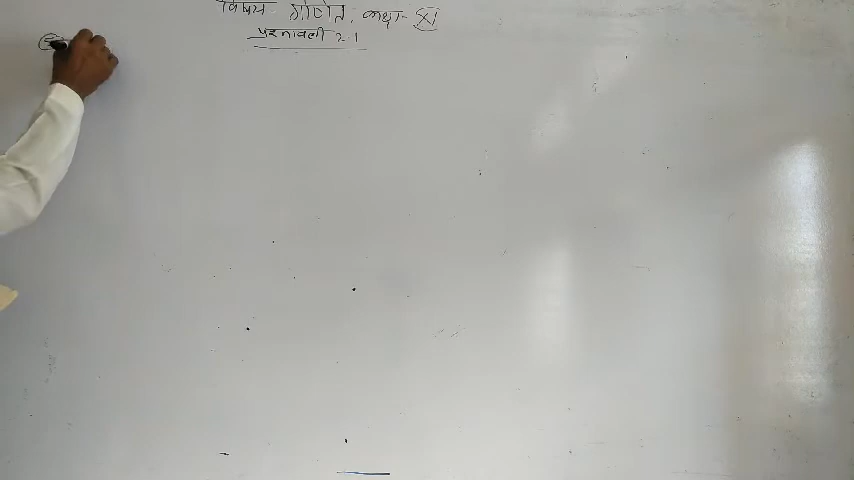 विषय- गणित, कक्षा- XI
प्रश्नावली 2.1